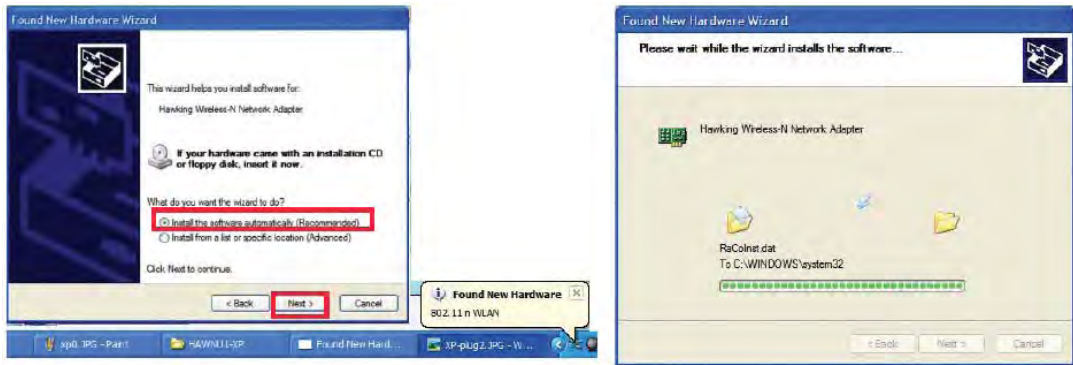 Found New Hardware Wizard
This wizard helps you install software for:
Hawking Wireless-N Network Adapter
If your hardware came with an installation CD
or floppy disk, insert it now.
What do you want the wizard to do?
Install the software automatically (Recommended)
Install from a list or specific location (Advanced)
Click Next to continue.
< Back Next > Cancel
Found New Hardware
802.11n WLAN
xp0.JPG - Paint
Found New Hard...
XP-plug2.JPG - W...
Found New Hardware Wizard
Please wait while the wizard installs the software...
Hawking Wireless-N Network Adapter
RaCoInst.dat
To C:\WINDOWS\system32
< Back Next > Cancel